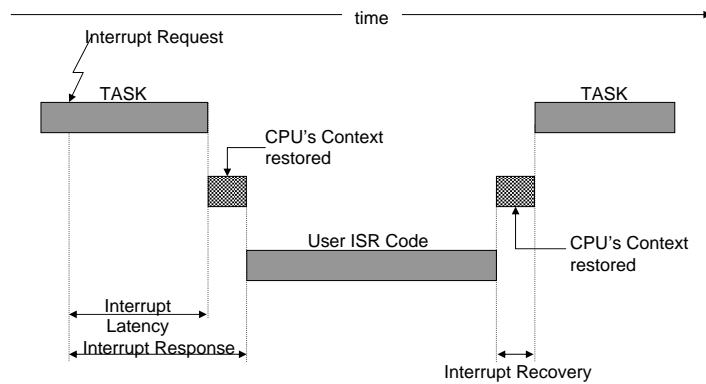 time
Interrupt Request
TASK
TASK
CPU's Context
restored
User ISR Code
CPU's Context
restored
Interrupt
Latency
Interrupt Response
Interrupt Recovery